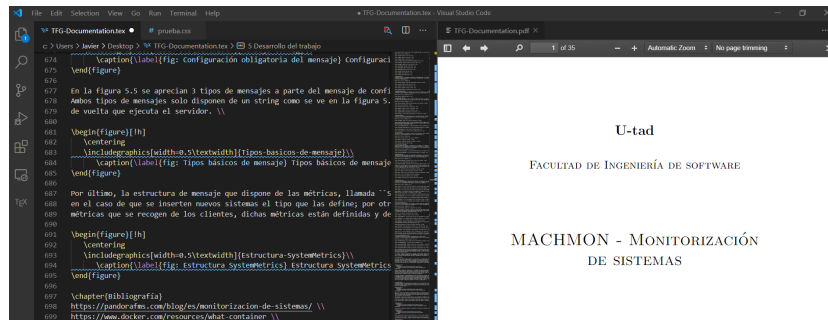 File Edit Selection View Go Run Terminal Help
● TFG-Documentation.tex - Visual Studio Code
TFG-Documentation.tex ●
# prueba.css
TFG-Documentation.pdf ×
c: > Users > Javier > Desktop > TFG-Documentation.tex > 5 Desarrollo del trabajo
1 of 35
Automatic Zoom
No page trimming
674 \caption{\label{fig: Configuración obligatoria del mensaje} Configuraci
675 \end{figure}
676
677 En la figura 5.5 se aprecian 3 tipos de mensajes a parte del mensaje de confi
678 Ambos tipos de mensajes solo disponen de un string como se ve en la figura 5.
679 de vuelta que ejecuta el servidor. \\
680
681 \begin{figure}[!h]
682 \centering
683 \includegraphics[width=0.5\textwidth]{Tipos-basicos-de-mensaje}\\
684 \caption{\label{fig: Tipos básicos de mensaje} Tipos básicos de mensaje
685 \end{figure}
686
687 Por último, la estructura de mensaje que dispone de las métricas, llamada ``S
688 en el caso de que se inserten nuevos sistemas el tipo que las define; por otr
689 métricas que se recogen de los clientes, dichas métricas están definidas y de
690
691 \begin{figure}[!h]
692 \centering
693 \includegraphics[width=0.5\textwidth]{Estructura-SystemMetrics}\\
694 \caption{\label{fig: Estructura SystemMetrics} Estructura SystemMetrics
695 \end{figure}
696
697 \chapter{Bibliografía}
698 https://pandorafms.com/blog/es/monitorizacion-de-sistemas/ \\
699 https://www.docker.com/resources/what-container \\
TEX
U-tad
Facultad de Ingeniería de software
MACHMON - Monitorización
de sistemas